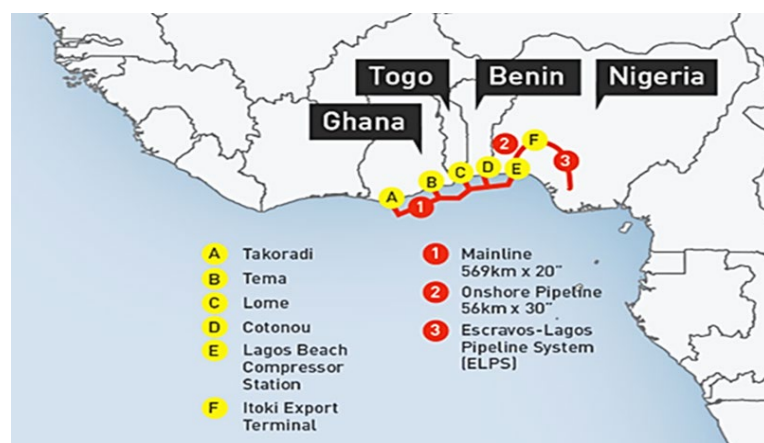 Togo
Benin
Nigeria
Ghana
2
F
3
A
B
C
D
E
1
A Takoradi
B Tema
C Lome
D Cotonou
E Lagos Beach
Compressor
Station
F Itoki Export
Terminal
1 Mainline
569km x 20"
2 Onshore Pipeline
56km x 30"
3 Escravos-Lagos
Pipeline System
(ELPS)